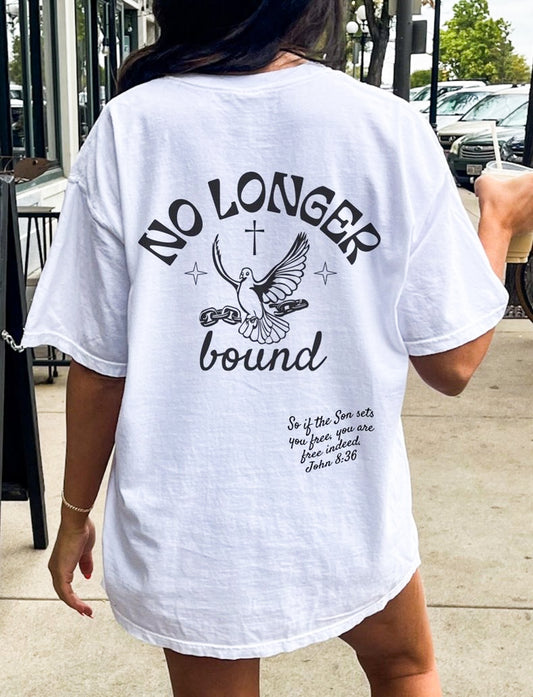 NO LONGER
bound
So if the Son sets
you free, you are
free indeed.
John 8:36